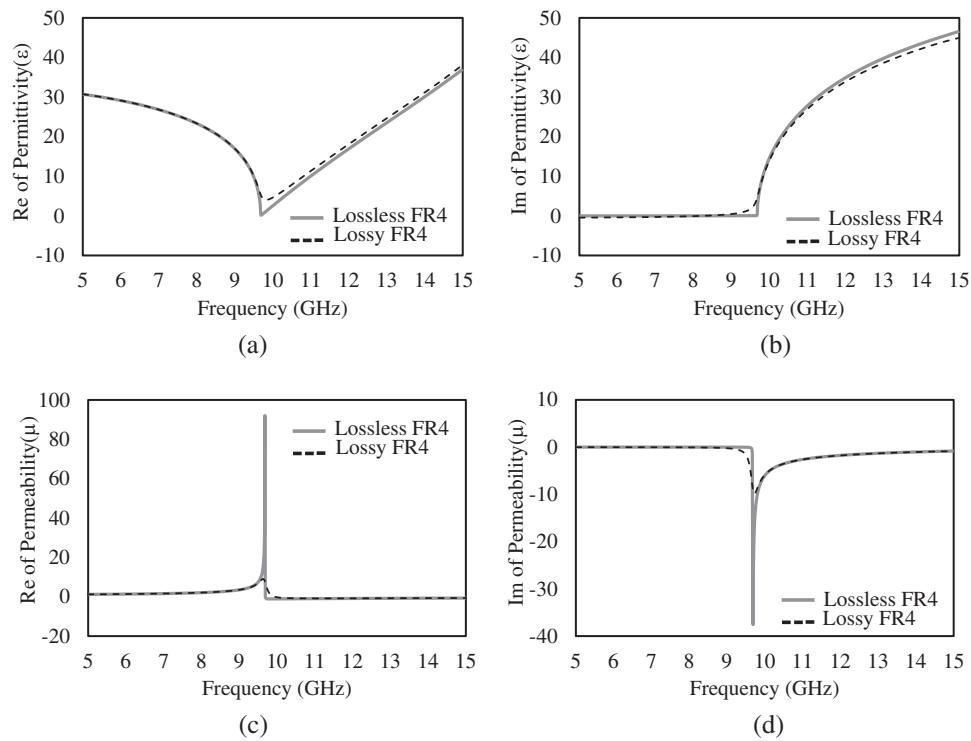 50
40
30
20
10
0
-10
Re of Permittivity(ε)
Lossless FR4
Lossy FR4
5 6 7 8 9 10 11 12 13 14 15
Frequency (GHz)
(a)
50
40
30
20
10
0
-10
Im of Permittivity(ε)
Lossless FR4
Lossy FR4
5 6 7 8 9 10 11 12 13 14 15
Frequency (GHz)
(b)
100
80
60
40
20
0
-20
Re of Permeability(μ)
Lossless FR4
Lossy FR4
5 6 7 8 9 10 11 12 13 14 15
Frequency (GHz)
(c)
10
0
-10
-20
-30
-40
Im of Permeability(μ)
Lossless FR4
Lossy FR4
5 6 7 8 9 10 11 12 13 14 15
Frequency (GHz)
(d)